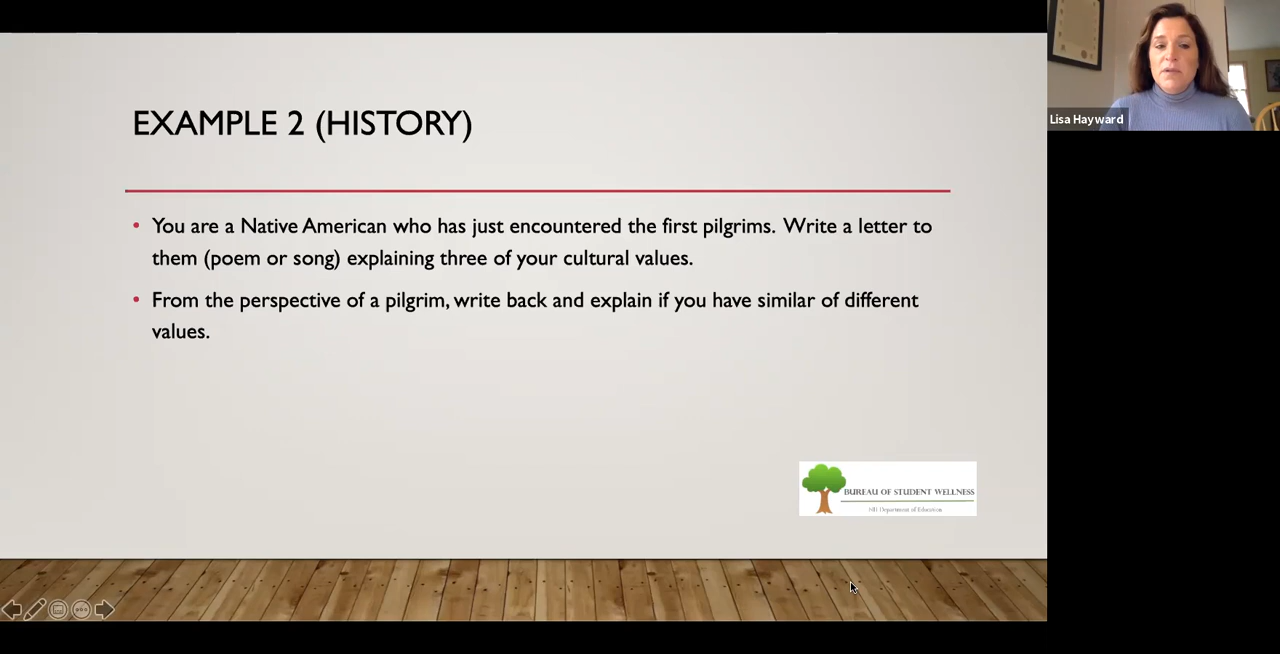 EXAMPLE 2 (HISTORY)
Lisa Hayward
• You are a Native American who has just encountered the first pilgrims. Write a letter to
them (poem or song) explaining three of your cultural values.
• From the perspective of a pilgrim, write back and explain if you have similar of different
values.
BUREAU OF STUDENT WELLNESS
NH Department of Education